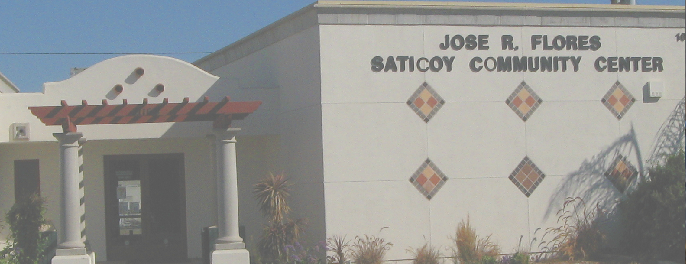 JOSE R. FLORES
SATICOY COMMUNITY CENTER